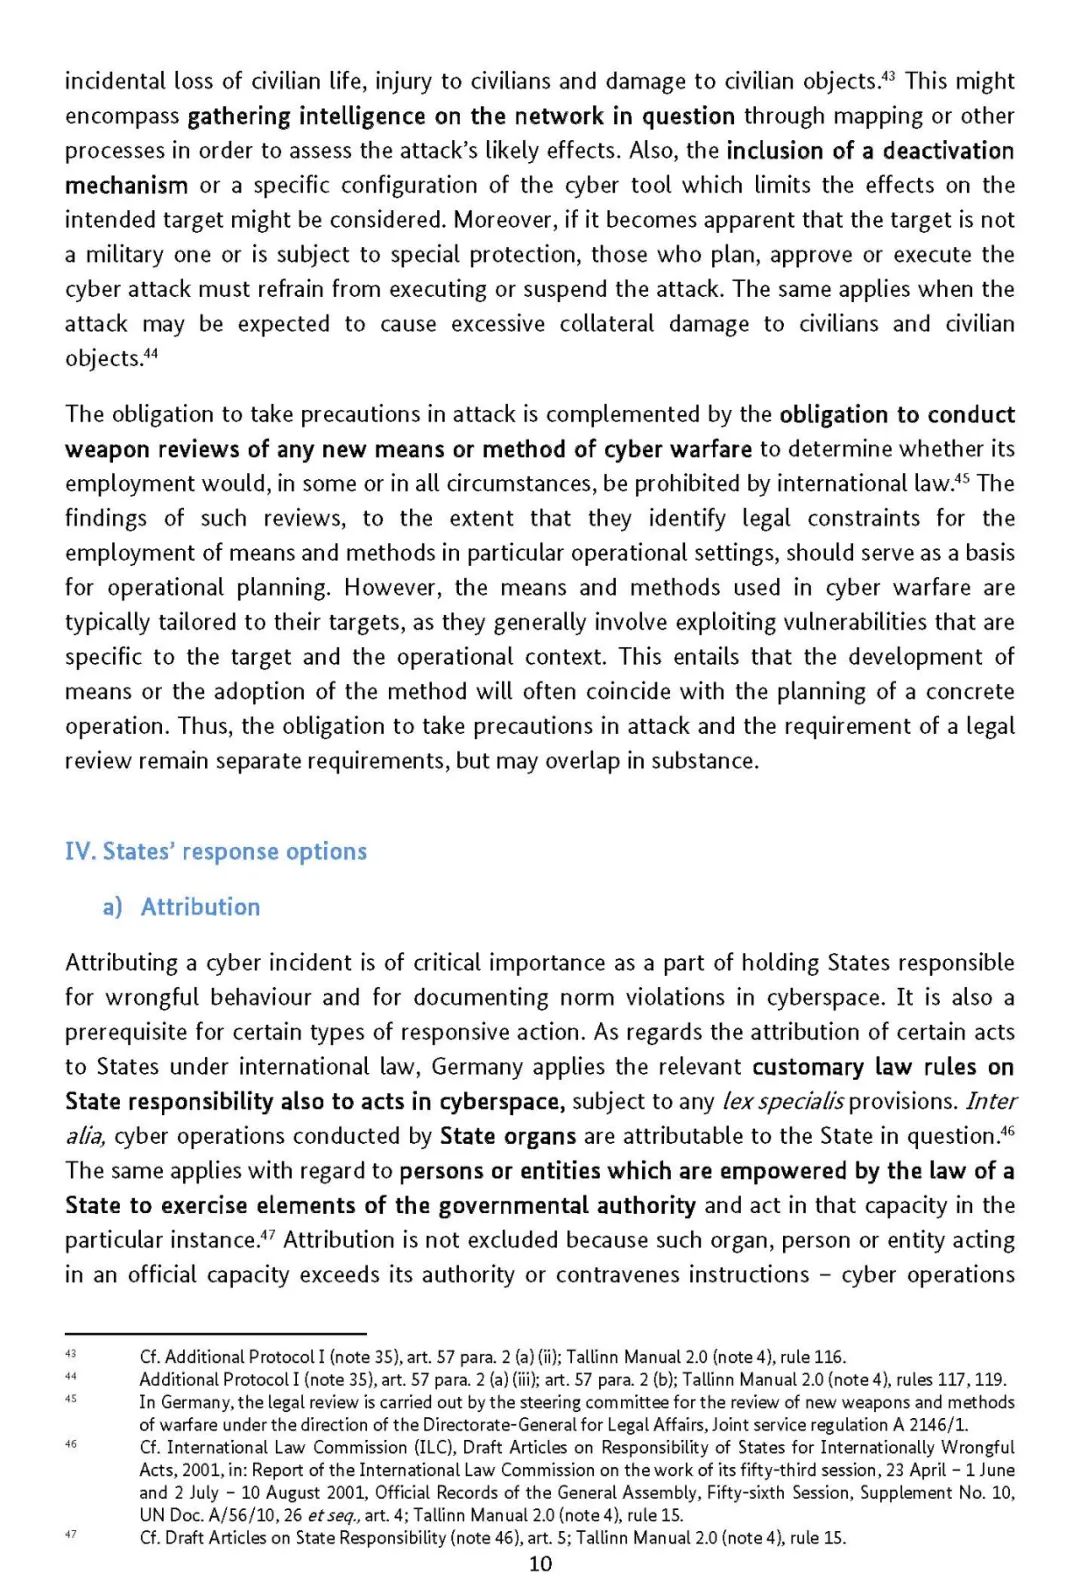 incidental loss of civilian life, injury to civilians and damage to civilian objects.⁴³ This might
encompass gathering intelligence on the network in question through mapping or other
processes in order to assess the attack's likely effects. Also, the inclusion of a deactivation
mechanism or a specific configuration of the cyber tool which limits the effects on the
intended target might be considered. Moreover, if it becomes apparent that the target is not
a military one or is subject to special protection, those who plan, approve or execute the
cyber attack must refrain from executing or suspend the attack. The same applies when the
attack may be expected to cause excessive collateral damage to civilians and civilian
objects.⁴⁴
The obligation to take precautions in attack is complemented by the obligation to conduct
weapon reviews of any new means or method of cyber warfare to determine whether its
employment would, in some or in all circumstances, be prohibited by international law.⁴⁵ The
findings of such reviews, to the extent that they identify legal constraints for the
employment of means and methods in particular operational settings, should serve as a basis
for operational planning. However, the means and methods used in cyber warfare are
typically tailored to their targets, as they generally involve exploiting vulnerabilities that are
specific to the target and the operational context. This entails that the development of
means or the adoption of the method will often coincide with the planning of a concrete
operation. Thus, the obligation to take precautions in attack and the requirement of a legal
review remain separate requirements, but may overlap in substance.
IV. States' response options
a) Attribution
Attributing a cyber incident is of critical importance as a part of holding States responsible
for wrongful behaviour and for documenting norm violations in cyberspace. It is also a
prerequisite for certain types of responsive action. As regards the attribution of certain acts
to States under international law, Germany applies the relevant customary law rules on
State responsibility also to acts in cyberspace, subject to any lex specialis provisions. Inter
alia, cyber operations conducted by State organs are attributable to the State in question.⁴⁶
The same applies with regard to persons or entities which are empowered by the law of a
State to exercise elements of the governmental authority and act in that capacity in the
particular instance.⁴⁷ Attribution is not excluded because such organ, person or entity acting
in an official capacity exceeds its authority or contravenes instructions – cyber operations
43 Cf. Additional Protocol I (note 35), art. 57 para. 2 (a) (ii); Tallinn Manual 2.0 (note 4), rule 116.
44 Additional Protocol I (note 35), art. 57 para. 2 (a) (iii); art. 57 para. 2 (b); Tallinn Manual 2.0 (note 4), rules 117, 119.
45 In Germany, the legal review is carried out by the steering committee for the review of new weapons and methods
of warfare under the direction of the Directorate-General for Legal Affairs, Joint service regulation A 2146/1.
46 Cf. International Law Commission (ILC), Draft Articles on Responsibility of States for Internationally Wrongful
Acts, 2001, in: Report of the International Law Commission on the work of its fifty-third session, 23 April – 1 June
and 2 July – 10 August 2001, Official Records of the General Assembly, Fifty-sixth Session, Supplement No. 10,
UN Doc. A/56/10, 26 et seq., art. 4; Tallinn Manual 2.0 (note 4), rule 15.
47 Cf. Draft Articles on State Responsibility (note 46), art. 5; Tallinn Manual 2.0 (note 4), rule 15.
10